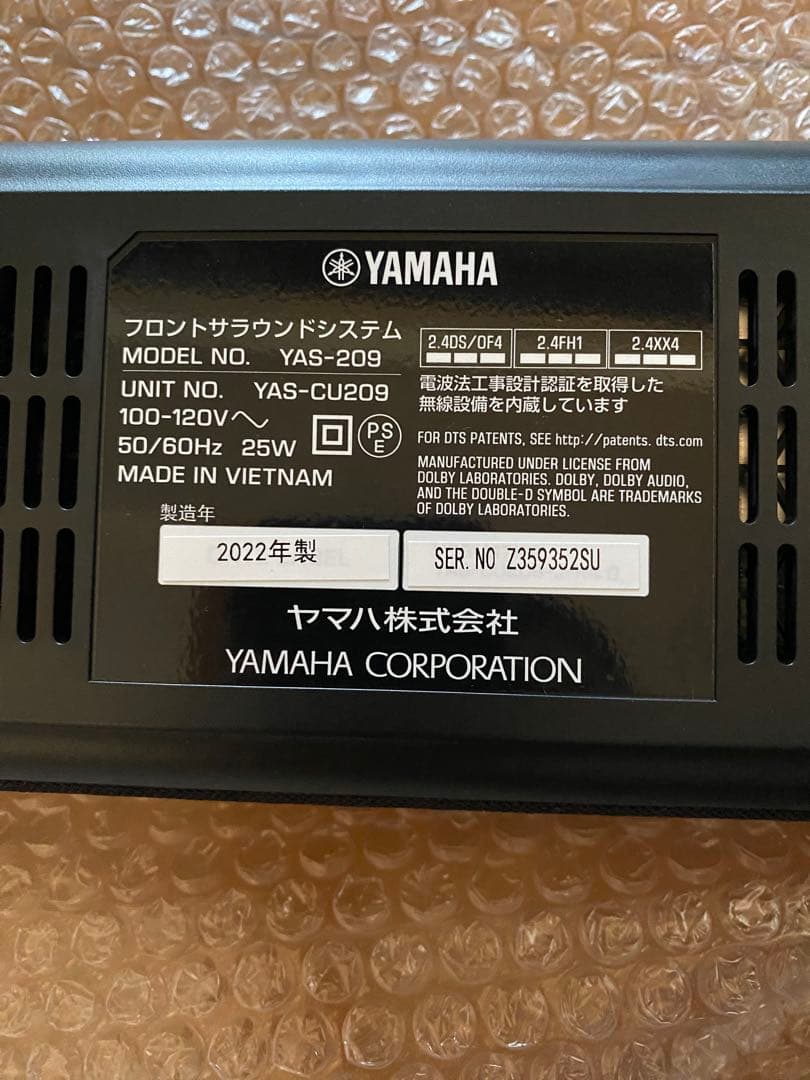 YAMAHA
フロントサラウンドシステム
MODEL NO. YAS-209
UNIT NO. YAS-CU209
100-120V～
50/60Hz 25W
PSE
MADE IN VIETNAM
2.4DS/OF4 2.4FH1 2.4XX4
電波法工事設計認証を取得した
無線設備を内蔵しています
FOR DTS PATENTS, SEE http://patents.dts.com
MANUFACTURED UNDER LICENSE FROM
DOLBY LABORATORIES. DOLBY, DOLBY AUDIO,
AND THE DOUBLE-D SYMBOL ARE TRADEMARKS
OF DOLBY LABORATORIES.
製造年
2022年製
SER. NO Z359352SU
ヤマハ株式会社
YAMAHA CORPORATION